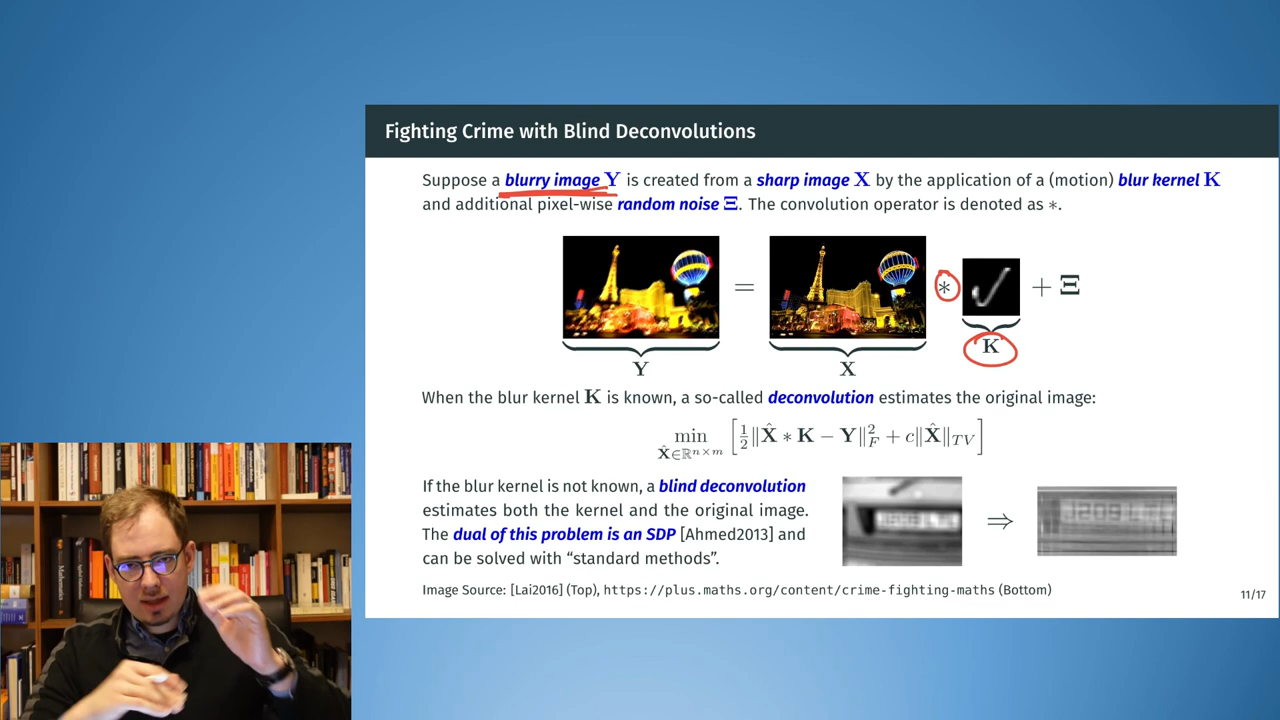 Fighting Crime with Blind Deconvolutions
Suppose a blurry image Y is created from a sharp image X by the application of a (motion) blur kernel K
and additional pixel-wise random noise Ξ. The convolution operator is denoted as ∗.
= ∗ + Ξ
Y X K
When the blur kernel K is known, a so-called deconvolution estimates the original image:
min_{X̂∈ℝ^{n×m}} [ ½‖X̂ ∗ K − Y‖²_F + c‖X̂‖_{TV} ]
If the blur kernel is not known, a blind deconvolution
estimates both the kernel and the original image.
The dual of this problem is an SDP [Ahmed2013] and
can be solved with “standard methods”.
⇒
Image Source: [Lai2016] (Top), https://plus.maths.org/content/crime-fighting-maths (Bottom)
11/17